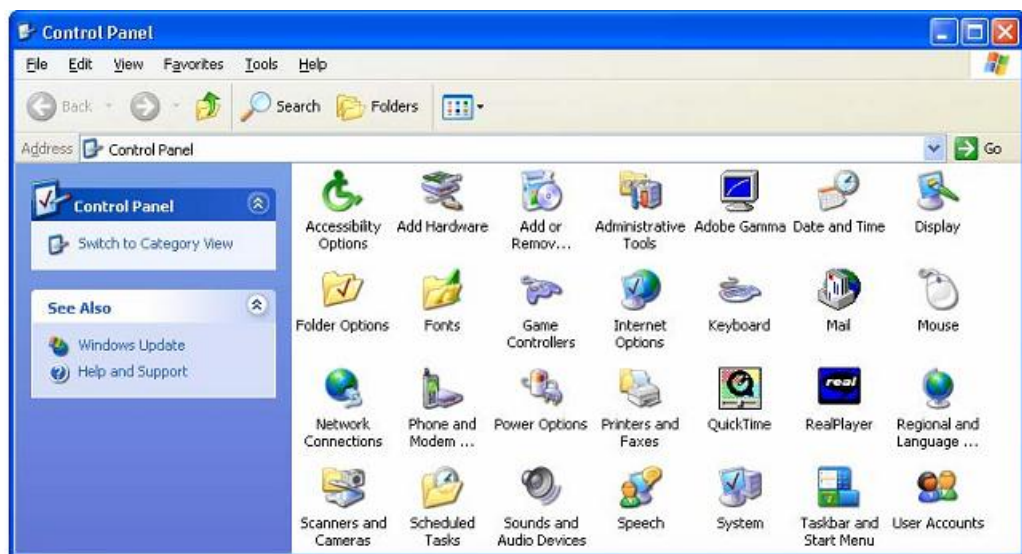 Control Panel
File Edit View Favorites Tools Help
Back Search Folders
Address Control Panel Go
Control Panel
Switch to Category View
See Also
Windows Update
Help and Support
Accessibility Options
Add Hardware
Add or Remov...
Administrative Tools
Adobe Gamma
Date and Time
Display
Folder Options
Fonts
Game Controllers
Internet Options
Keyboard
Mail
Mouse
Network Connections
Phone and Modem ...
Power Options
Printers and Faxes
QuickTime
real
RealPlayer
Regional and Language ...
Scanners and Cameras
Scheduled Tasks
Sounds and Audio Devices
Speech
System
Taskbar and Start Menu
User Accounts